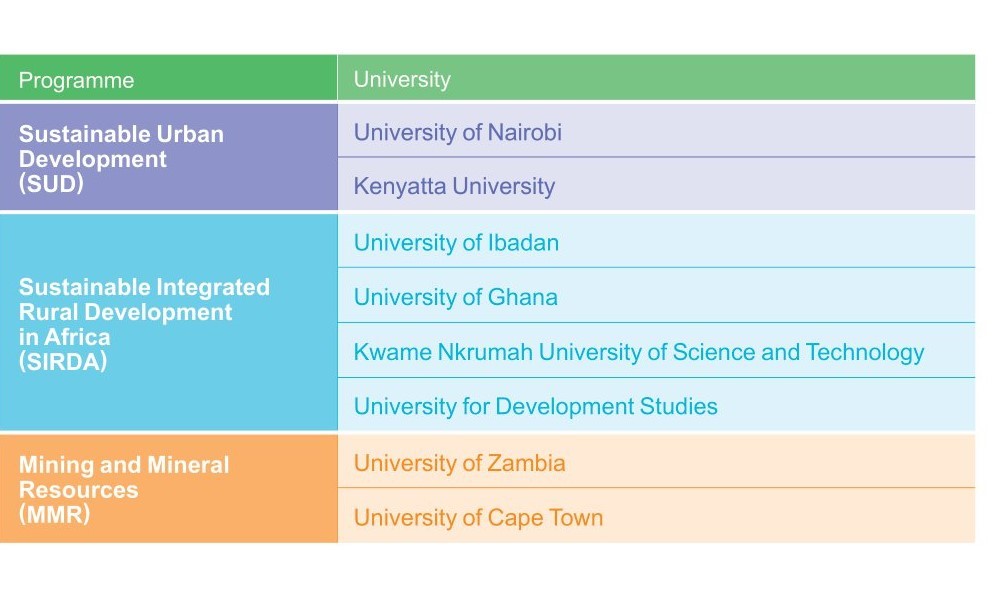 Programme
University
Sustainable Urban
Development
(SUD)
University of Nairobi
Kenyatta University
Sustainable Integrated
Rural Development
in Africa
(SIRDA)
University of Ibadan
University of Ghana
Kwame Nkrumah University of Science and Technology
University for Development Studies
Mining and Mineral
Resources
(MMR)
University of Zambia
University of Cape Town